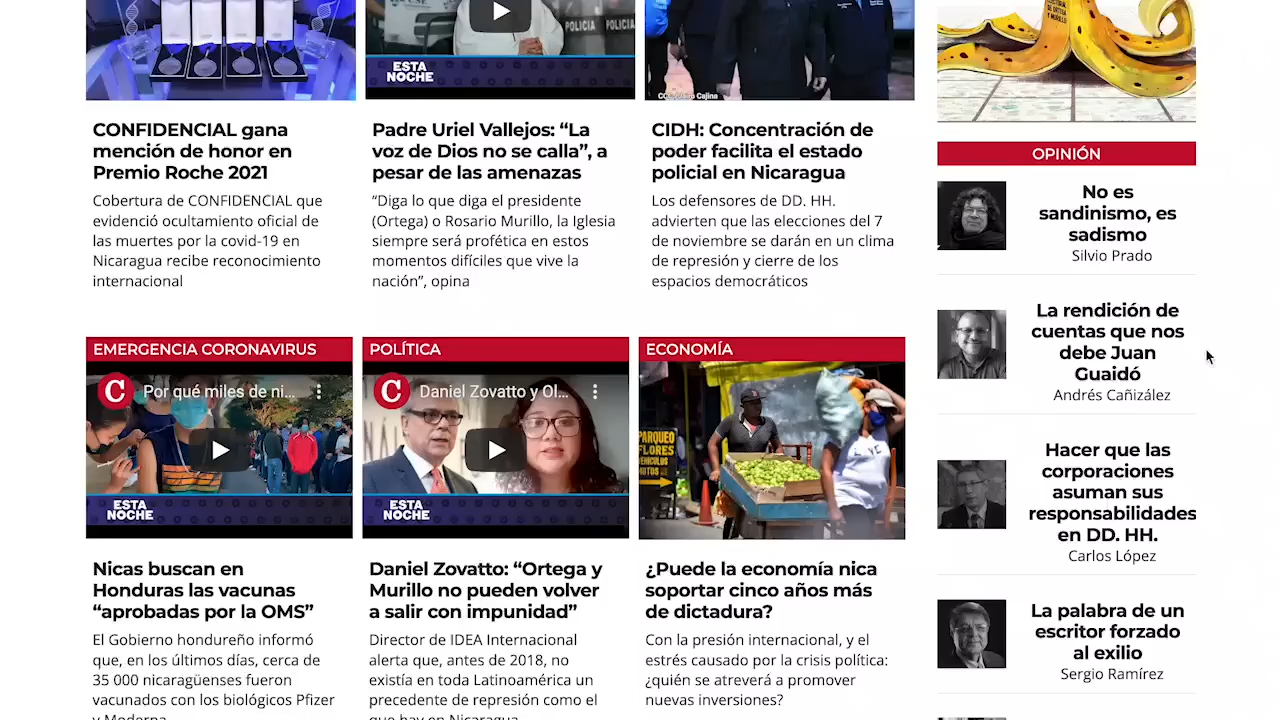 POLICIA
POLICIA
ESTA
NOCHE
CONFIDENCIAL gana
mención de honor en
Premio Roche 2021
Cobertura de CONFIDENCIAL que
evidenció ocultamiento oficial de
las muertes por la covid-19 en
Nicaragua recibe reconocimiento
internacional
Padre Uriel Vallejos: “La
voz de Dios no se calla”, a
pesar de las amenazas
“Diga lo que diga el presidente
(Ortega) o Rosario Murillo, la Iglesia
siempre será profética en estos
momentos difíciles que vive la
nación”, opina
CIDH: Concentración de
poder facilita el estado
policial en Nicaragua
Los defensores de DD. HH.
advierten que las elecciones del 7
de noviembre se darán en un clima
de represión y cierre de los
espacios democráticos
EMERGENCIA CORONAVIRUS
C Por qué miles de ni...
ESTA
NOCHE
Nicas buscan en
Honduras las vacunas
“aprobadas por la OMS”
El Gobierno hondureño informó
que, en los últimos días, cerca de
35 000 nicaragüenses fueron
vacunados con los biológicos Pfizer
y Moderna
POLÍTICA
C Daniel Zovatto y Ol...
ESTA
NOCHE
Daniel Zovatto: “Ortega y
Murillo no pueden volver
a salir con impunidad”
Director de IDEA Internacional
alerta que, antes de 2018, no
existía en toda Latinoamérica un
precedente de represión como el
que hay en Nicaragua
ECONOMÍA
PARQUEO
FLORES
¿Puede la economía nica
soportar cinco años más
de dictadura?
Con la presión internacional, y el
estrés causado por la crisis política:
¿quién se atreverá a promover
nuevas inversiones?
DE ORTEGA
Y MURILLO
OPINIÓN
No es
sandinismo, es
sadismo
Silvio Prado
La rendición de
cuentas que nos
debe Juan
Guaidó
Andrés Cañizález
Hacer que las
corporaciones
asuman sus
responsabilidades
en DD. HH.
Carlos López
La palabra de un
escritor forzado
al exilio
Sergio Ramírez